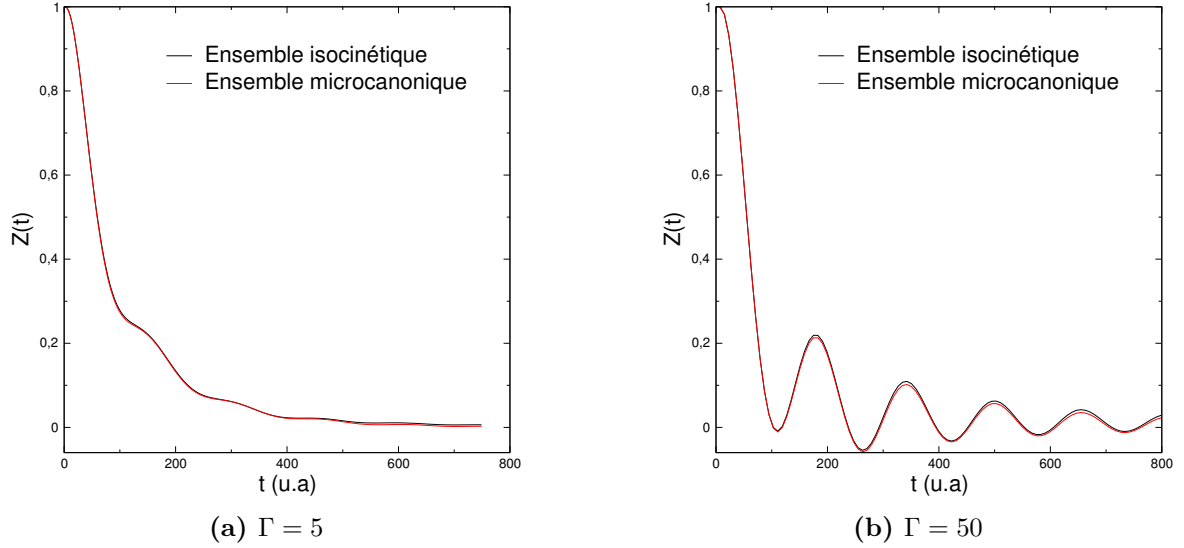 1
0,8
0,6
0,4
0,2
0
Z(t)
Ensemble isocinétique
Ensemble microcanonique
0 200 400 600 800
t (u.a)
(a) Γ = 5
1
0,8
0,6
0,4
0,2
0
Z(t)
Ensemble isocinétique
Ensemble microcanonique
0 200 400 600 800
t (u.a)
(b) Γ = 50